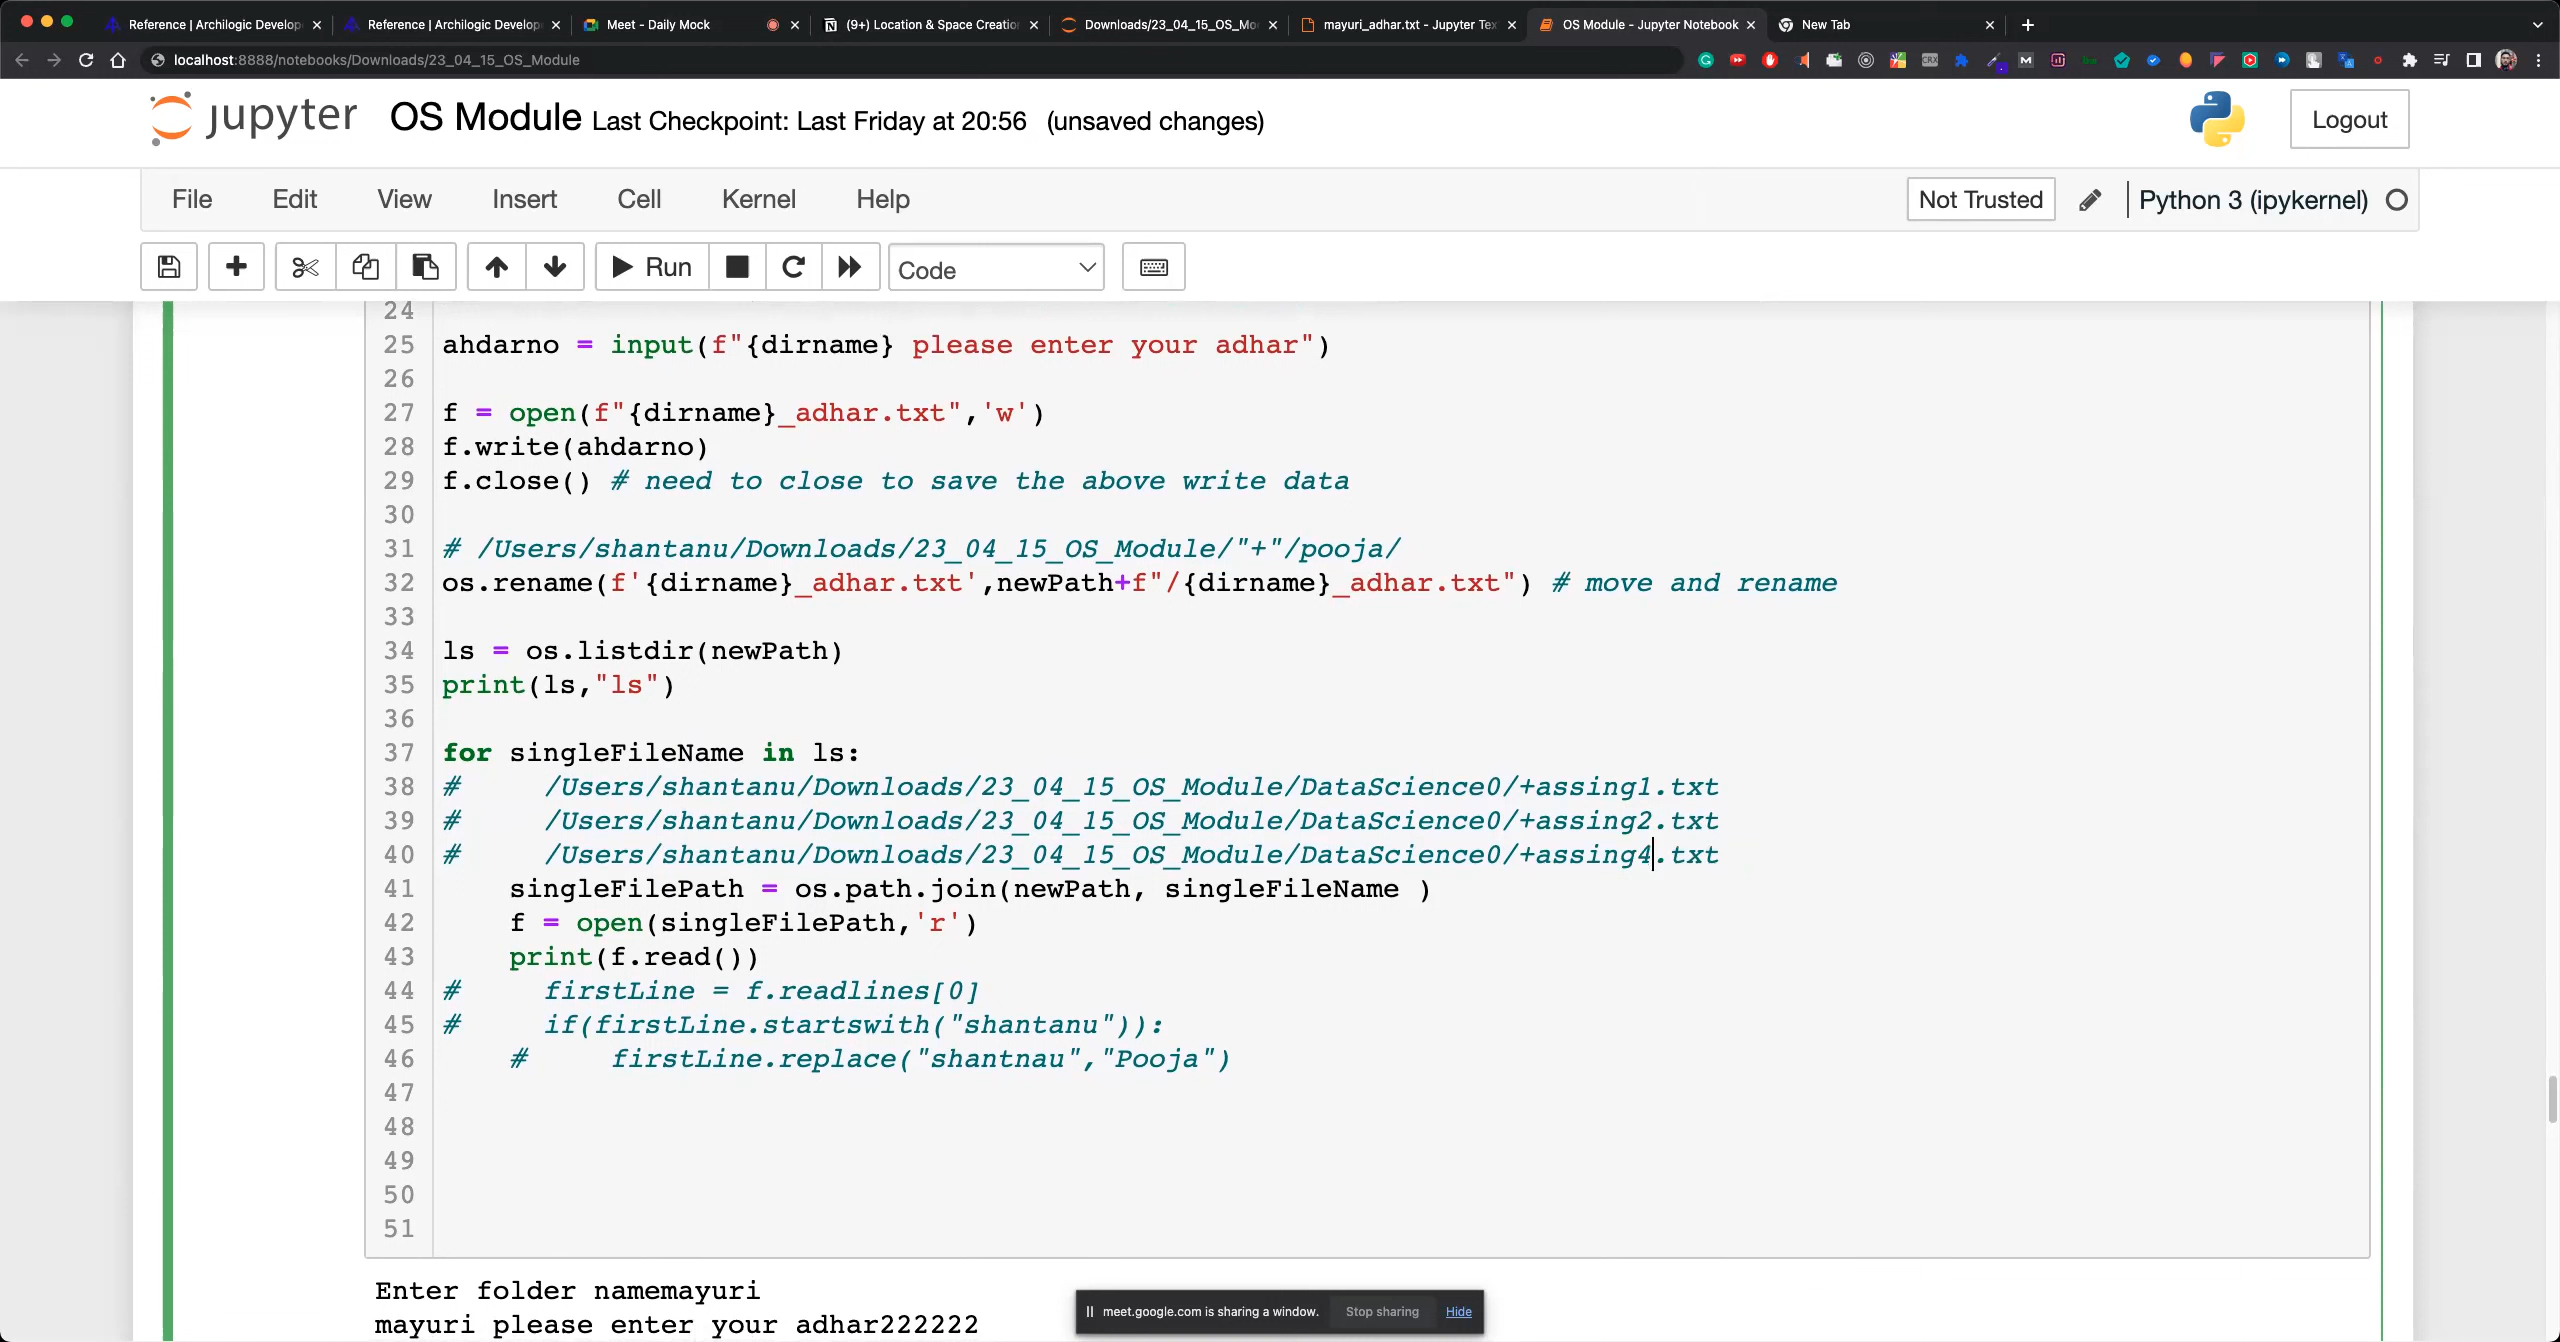 Reference | Archilogic Develop
Reference | Archilogic Develop
Meet - Daily Mock
(9+) Location & Space Creatio
Downloads/23_04_15_OS_Mo
mayuri_adhar.txt - Jupyter Tex
OS Module - Jupyter Notebook
New Tab
localhost:8888/notebooks/Downloads/23_04_15_OS_Module
jupyter OS Module Last Checkpoint: Last Friday at 20:56 (unsaved changes)
Logout
File Edit View Insert Cell Kernel Help
Not Trusted Python 3 (ipykernel)
Run Code
24
25 ahdarno = input(f"{dirname} please enter your adhar")
26
27 f = open(f"{dirname}_adhar.txt",'w')
28 f.write(ahdarno)
29 f.close() # need to close to save the above write data
30
31 # /Users/shantanu/Downloads/23_04_15_OS_Module/"+"/pooja/
32 os.rename(f'{dirname}_adhar.txt',newPath+f"/{dirname}_adhar.txt") # move and rename
33
34 ls = os.listdir(newPath)
35 print(ls,"ls")
36
37 for singleFileName in ls:
38 #     /Users/shantanu/Downloads/23_04_15_OS_Module/DataScience0/+assing1.txt
39 #     /Users/shantanu/Downloads/23_04_15_OS_Module/DataScience0/+assing2.txt
40 #     /Users/shantanu/Downloads/23_04_15_OS_Module/DataScience0/+assing4.txt
41     singleFilePath = os.path.join(newPath, singleFileName )
42     f = open(singleFilePath,'r')
43     print(f.read())
44 #     firstLine = f.readlines[0]
45 #     if(firstLine.startswith("shantanu")):
46     #     firstLine.replace("shantnau","Pooja")
47
48
49
50
51
Enter folder namemayuri
mayuri please enter your adhar222222
meet.google.com is sharing a window. Stop sharing Hide